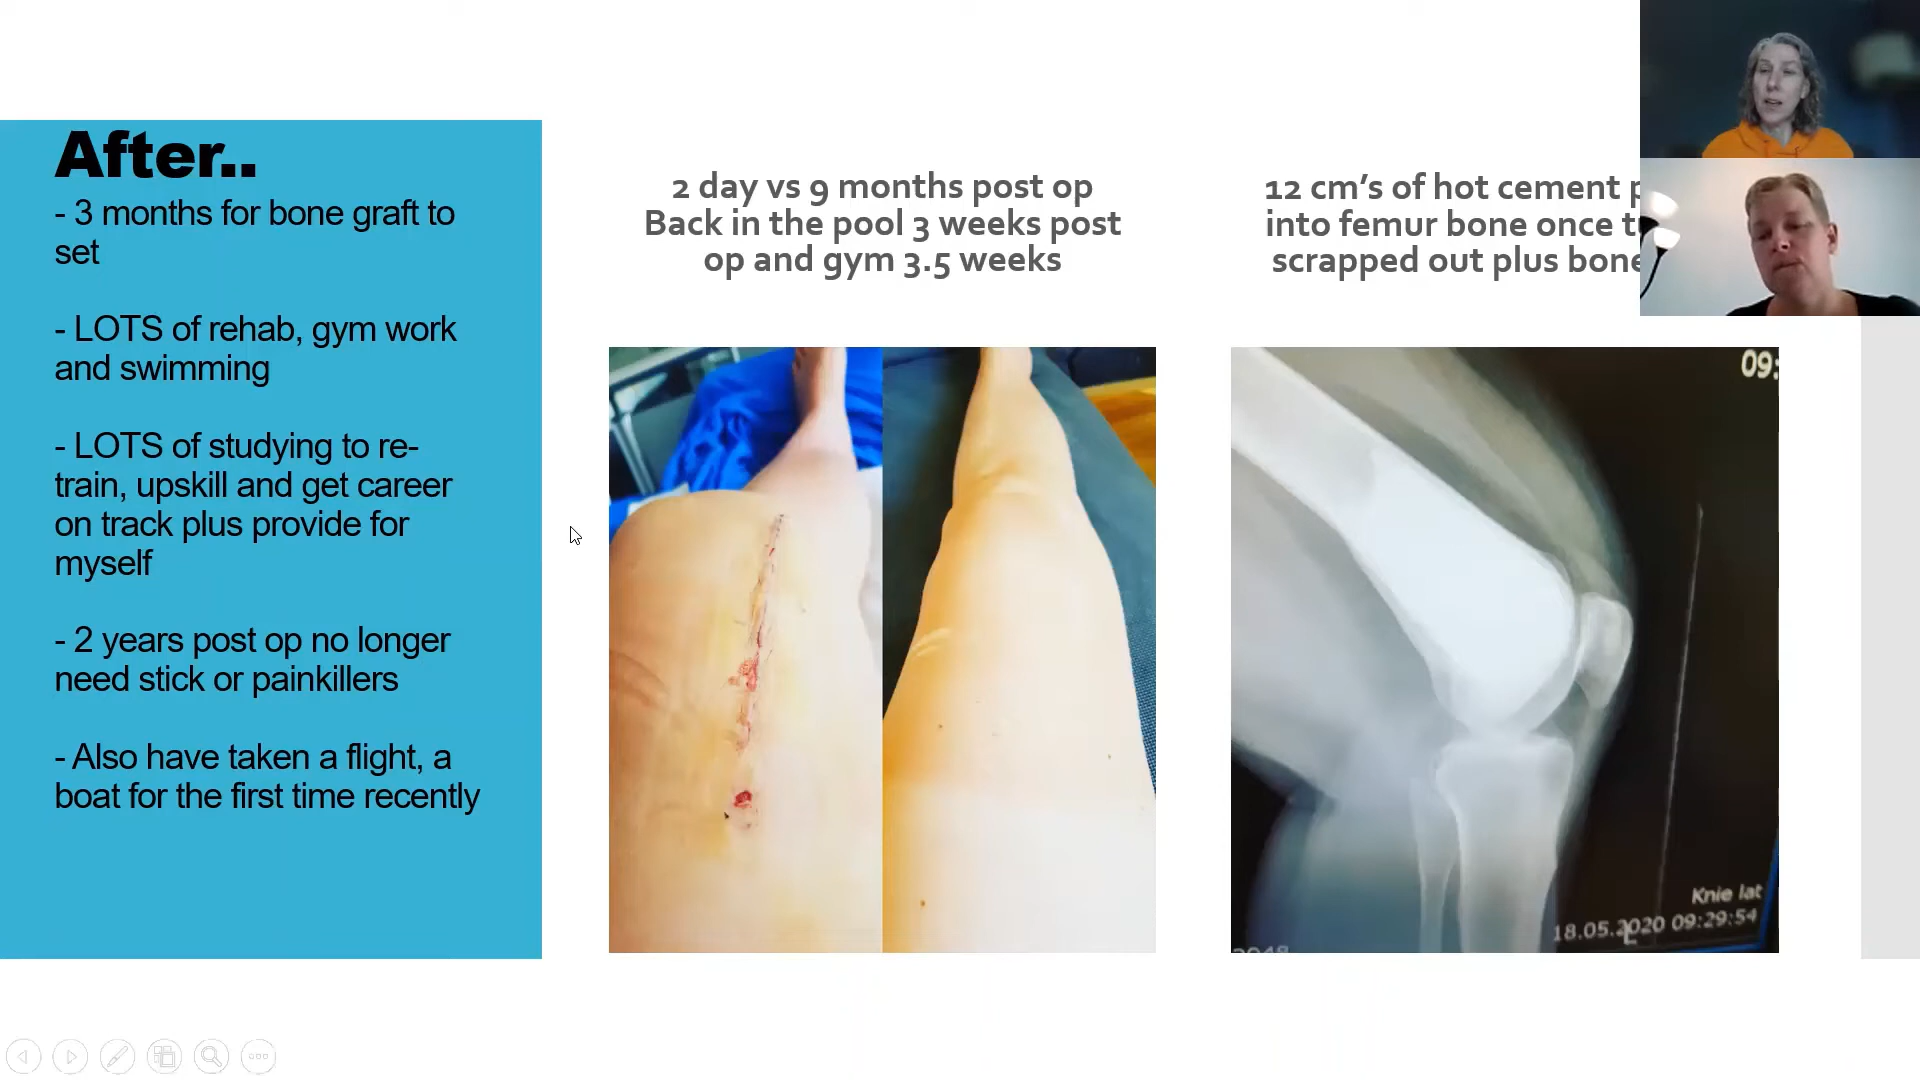 After..
- 3 months for bone graft to
set
- LOTS of rehab, gym work
and swimming
- LOTS of studying to re-
train, upskill and get career
on track plus provide for
myself
- 2 years post op no longer
need stick or painkillers
- Also have taken a flight, a
boat for the first time recently
2 day vs 9 months post op
Back in the pool 3 weeks post
op and gym 3.5 weeks
12 cm’s of hot cement
into femur bone once
scrapped out plus bone
09:
Knie lat
18.05.2020 09:29:54
L